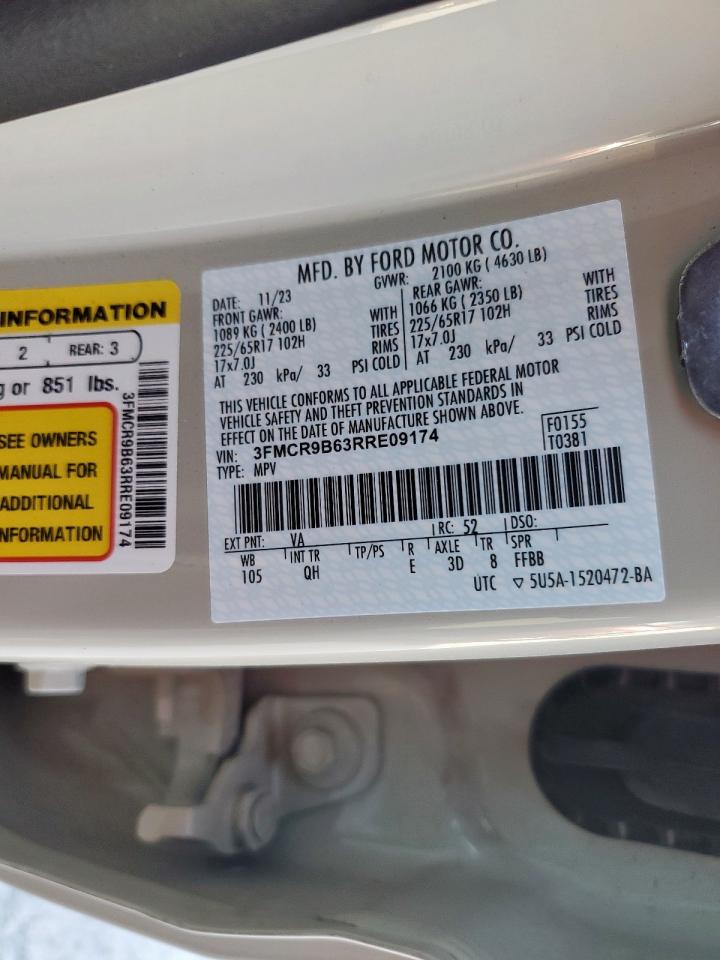 INFORMATION
2 REAR: 3
g or 851 lbs.
SEE OWNERS
MANUAL FOR
ADDITIONAL
INFORMATION
3FMCR9B63RRE09174
MFD. BY FORD MOTOR CO.
DATE: 11/23 GVWR: 2100 KG ( 4630 LB)
FRONT GAWR: REAR GAWR:
1089 KG ( 2400 LB) WITH 1066 KG ( 2350 LB) WITH
225/65R17 102H TIRES 225/65R17 102H TIRES
17x7.0J RIMS 17x7.0J RIMS
AT 230 kPa/ 33 PSI COLD AT 230 kPa/ 33 PSI COLD
THIS VEHICLE CONFORMS TO ALL APPLICABLE FEDERAL MOTOR
VEHICLE SAFETY AND THEFT PREVENTION STANDARDS IN
EFFECT ON THE DATE OF MANUFACTURE SHOWN ABOVE.
VIN: 3FMCR9B63RRE09174 F0155
TYPE: MPV T0381
EXT PNT: VA RC: 52 DSO:
WB INT TR TP/PS R AXLE TR SPR
105 QH E 3D 8 FFBB
UTC ▽ 5U5A-1520472-BA